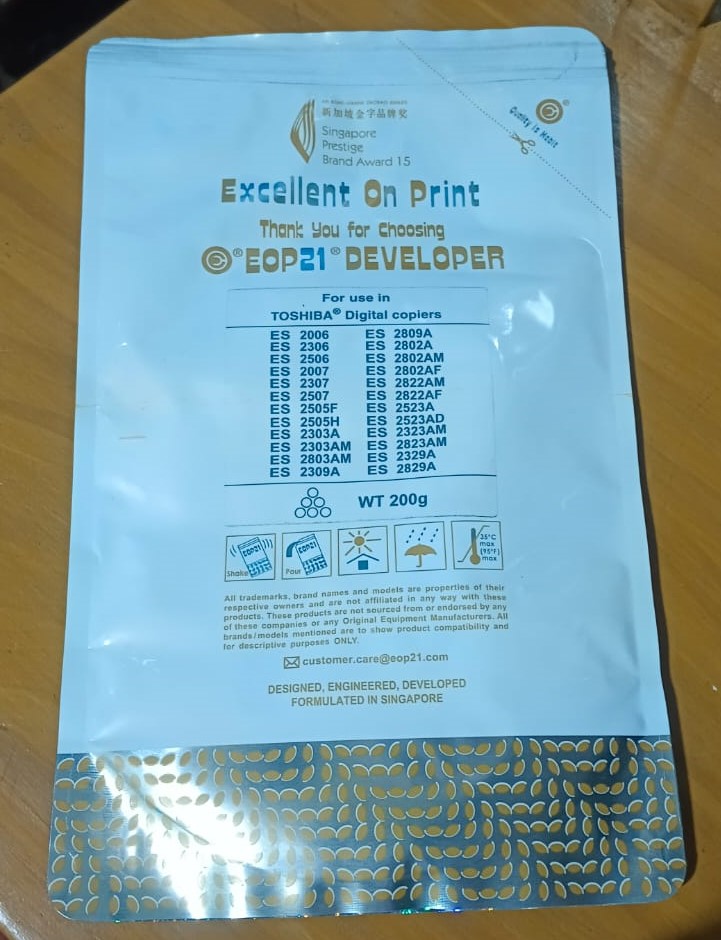 新加坡金字品牌奖
Singapore
Prestige
Brand Award 15
Quality is Habit
Excellent On Print
Thank You for Choosing
®EOP21® DEVELOPER
For use in
TOSHIBA® Digital copiers
ES 2006 ES 2809A
ES 2306 ES 2802A
ES 2506 ES 2802AM
ES 2007 ES 2802AF
ES 2307 ES 2822AM
ES 2507 ES 2822AF
ES 2505F ES 2523A
ES 2505H ES 2523AD
ES 2303A ES 2323AM
ES 2303AM ES 2823AM
ES 2803AM ES 2329A
ES 2309A ES 2829A
WT 200g
EOP21 EOP21 35°C
max
(95°F)
max
Shake Pour
All trademarks, brand names and models are properties of their
respective owners and are not affiliated in any way with these
products. These products are not sourced from or endorsed by any
of these companies or any Original Equipment Manufacturers. All
brands/models mentioned are to show product compatibility and
for descriptive purposes ONLY.
customer.care@eop21.com
DESIGNED, ENGINEERED, DEVELOPED
FORMULATED IN SINGAPORE